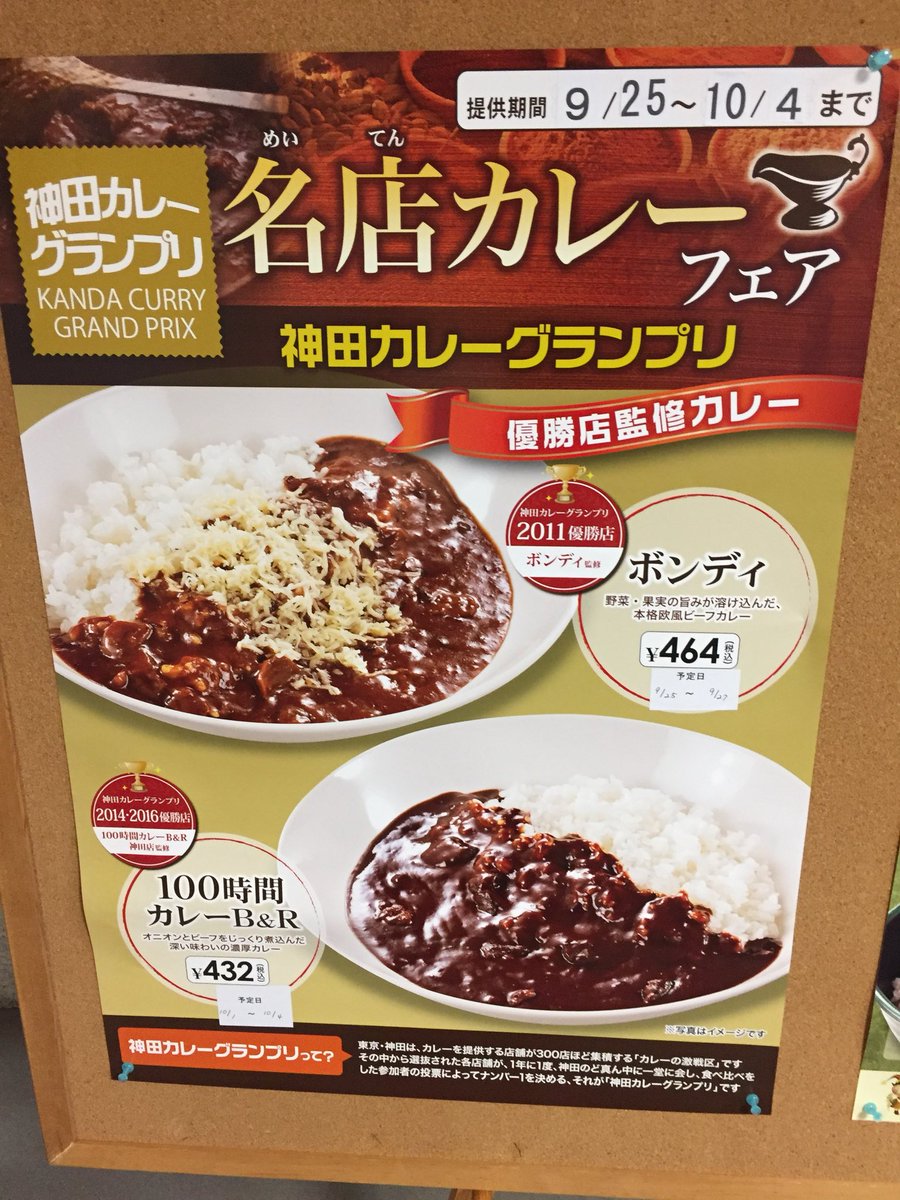 提供期間 9/25〜10/4まで
めい てん
名店カレー
フェア
神田カレー
グランプリ
KANDA CURRY
GRAND PRIX
神田カレーグランプリ
優勝店監修カレー
神田カレーグランプリ
2011優勝店
ボンディ監修
ボンディ
野菜・果実の旨みが溶け込んだ、
本格欧風ビーフカレー
¥464(税込)
予定日
9/25 〜 9/27
神田カレーグランプリ
2014・2016優勝店
100時間カレーB&R
神田店監修
100時間
カレーB&R
オニオンとビーフをじっくり煮込んだ
深い味わいの濃厚カレー
¥432(税込)
予定日
10/1 〜 10/4
※写真はイメージです
神田カレーグランプリって?
東京・神田は、カレーを提供する店舗が300店ほど集積する「カレーの激戦区」です
その中から選抜された各店舗が、1年に1度、神田のど真ん中に一堂に会し、食べ比べを
した参加者の投票によってナンバー1を決める、それが「神田カレーグランプリ」です